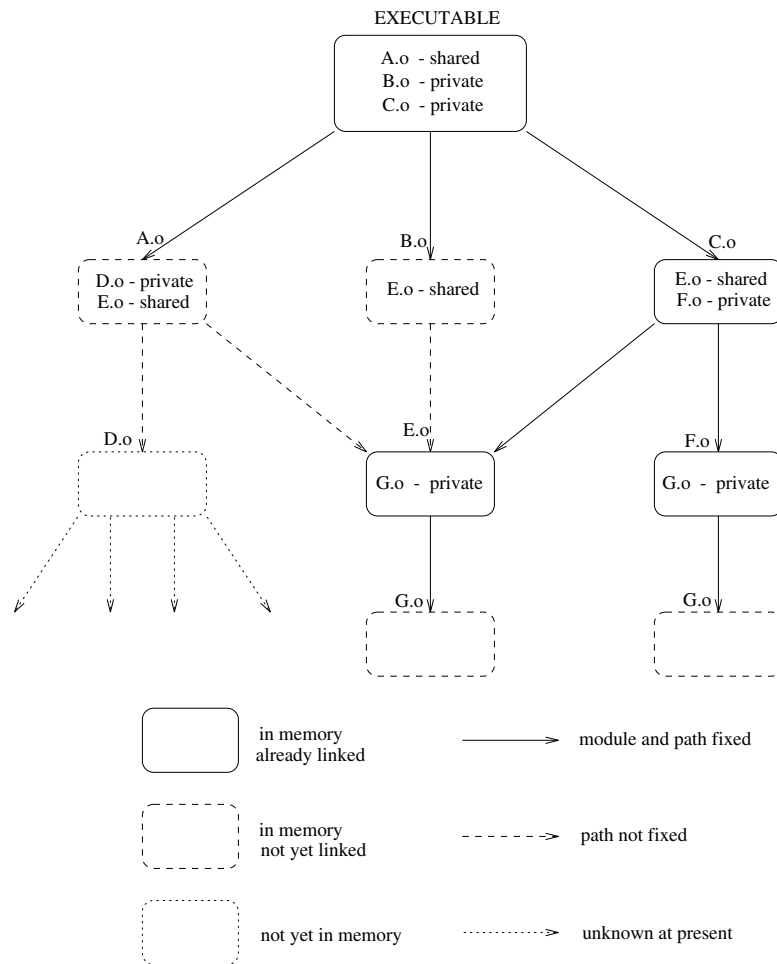 EXECUTABLE
A.o - shared
B.o - private
C.o - private
A.o
B.o
C.o
D.o - private
E.o - shared
E.o - shared
E.o - shared
F.o - private
D.o
E.o
F.o
G.o - private
G.o - private
G.o
G.o
in memory
already linked
module and path fixed
in memory
not yet linked
path not fixed
not yet in memory
unknown at present